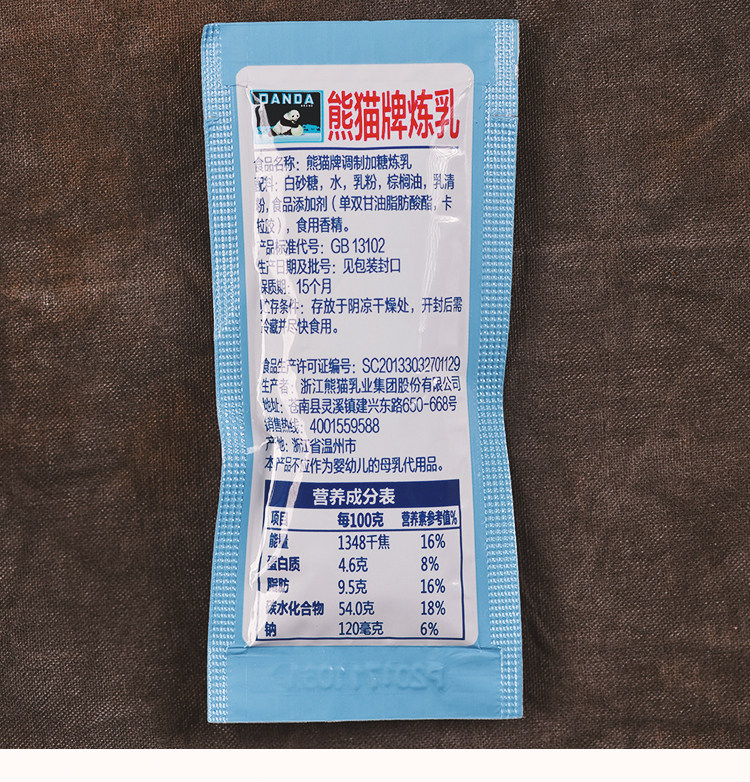 PANDA
熊猫牌炼乳
食品名称：熊猫牌调制加糖炼乳
配料：白砂糖，水，乳粉，棕榈油，乳清
粉，食品添加剂（单双甘油脂肪酸酯，卡
拉胶），食用香精。
产品标准代号：GB 13102
生产日期及批号：见包装封口
保质期：15个月
贮存条件：存放于阴凉干燥处，开封后需
冷藏并尽快食用。
食品生产许可证编号：SC20133032701129
生产者：浙江熊猫乳业集团股份有限公司
地址：苍南县灵溪镇建兴东路650-668号
销售热线：4001559588
产地：浙江省温州市
本产品不应作为婴幼儿的母乳代用品。
营养成分表
项目 每100克 营养素参考值%
能量 1348千焦 16%
蛋白质 4.6克 8%
脂肪 9.5克 16%
碳水化合物 54.0克 18%
钠 120毫克 6%